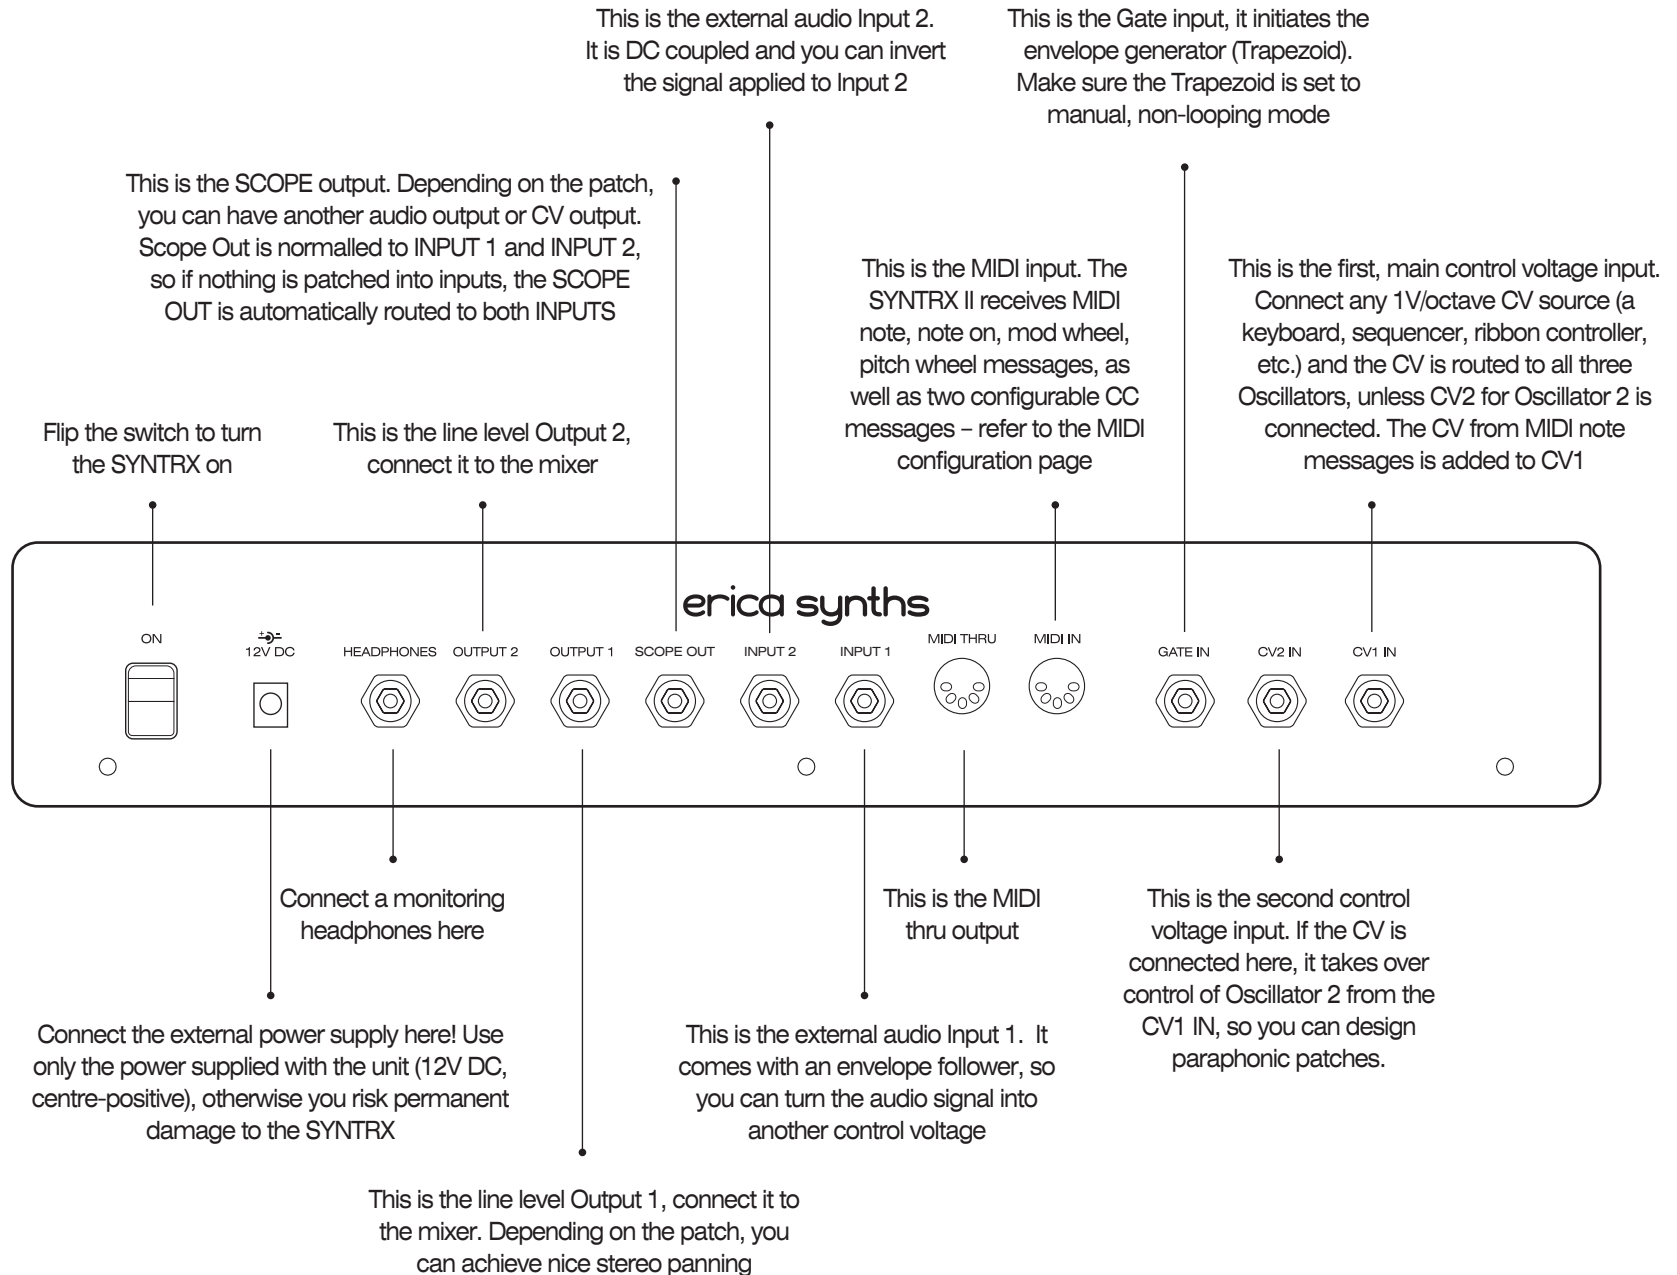 This is the external audio Input 2.
It is DC coupled and you can invert
the signal applied to Input 2
This is the Gate input, it initiates the
envelope generator (Trapezoid).
Make sure the Trapezoid is set to
manual, non-looping mode
This is the SCOPE output. Depending on the patch,
you can have another audio output or CV output.
Scope Out is normalled to INPUT 1 and INPUT 2,
so if nothing is patched into inputs, the SCOPE
OUT is automatically routed to both INPUTS
This is the MIDI input. The
SYNTRX II receives MIDI
note, note on, mod wheel,
pitch wheel messages, as
well as two configurable CC
messages – refer to the MIDI
configuration page
This is the first, main control voltage input.
Connect any 1V/octave CV source (a
keyboard, sequencer, ribbon controller,
etc.) and the CV is routed to all three
Oscillators, unless CV2 for Oscillator 2 is
connected. The CV from MIDI note
messages is added to CV1
Flip the switch to turn
the SYNTRX on
This is the line level Output 2,
connect it to the mixer
erica synths
ON
+ -
12V DC
HEADPHONES
OUTPUT 2
OUTPUT 1
SCOPE OUT
INPUT 2
INPUT 1
MIDI THRU
MIDI IN
GATE IN
CV2 IN
CV1 IN
Connect a monitoring
headphones here
This is the MIDI
thru output
This is the second control
voltage input. If the CV is
connected here, it takes over
control of Oscillator 2 from the
CV1 IN, so you can design
paraphonic patches.
Connect the external power supply here! Use
only the power supplied with the unit (12V DC,
centre-positive), otherwise you risk permanent
damage to the SYNTRX
This is the external audio Input 1. It
comes with an envelope follower, so
you can turn the audio signal into
another control voltage
This is the line level Output 1, connect it to
the mixer. Depending on the patch, you
can achieve nice stereo panning